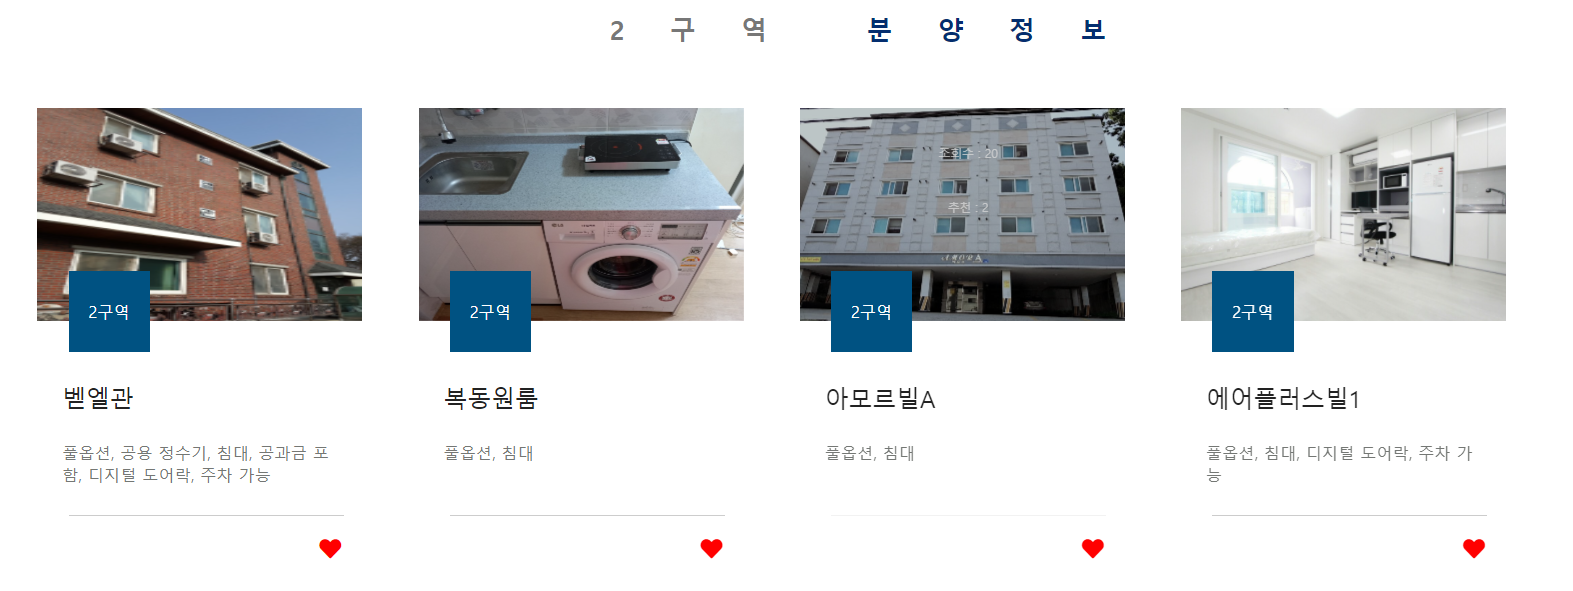 2 구 역 분 양 정 보
조회수 : 20
추천 : 2
2구역
2구역
2구역
2구역
벧엘관
풀옵션, 공용 정수기, 침대, 공과금 포
함, 디지털 도어락, 주차 가능
복동원룸
풀옵션, 침대
아모르빌A
풀옵션, 침대
에어플러스빌1
풀옵션, 침대, 디지털 도어락, 주차 가
능